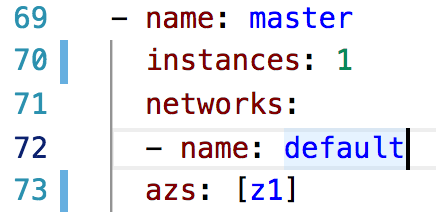 69 - name: master
70 instances: 1
71 networks:
72 - name: default
73 azs: [z1]